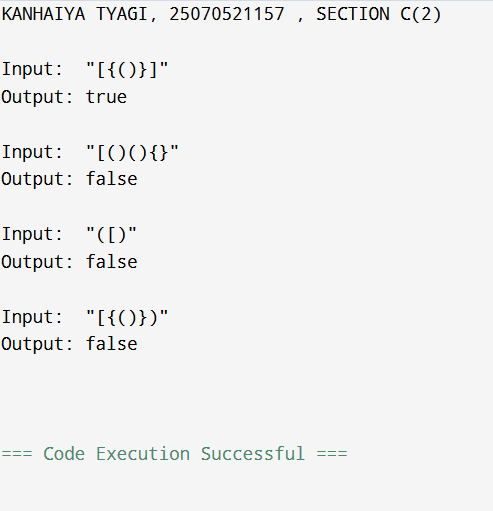 KANHAIYA TYAGI, 25070521157 , SECTION C(2)
Input:  "[{()}]"
Output: true
Input:  "[()(){}"
Output: false
Input:  "([)"
Output: false
Input:  "[{()})"
Output: false
=== Code Execution Successful ===